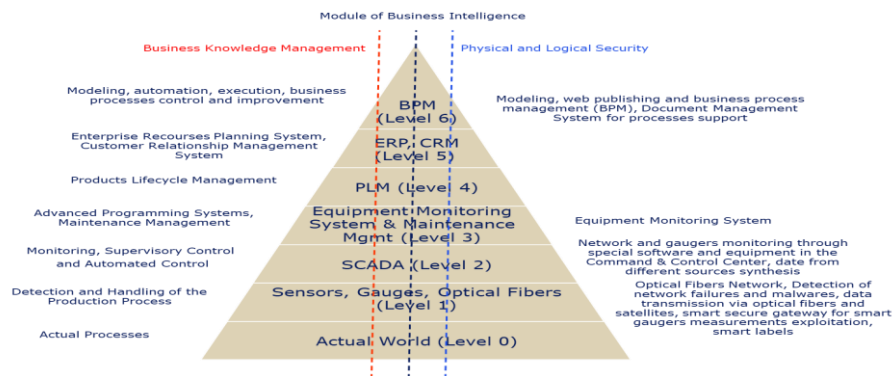 Module of Business Intelligence
Business Knowledge Management
Physical and Logical Security
Modeling, automation, execution, business
processes control and improvement
BPM
(Level 6)
Modeling, web publishing and business process
management (BPM), Document Management
System for processes support
Enterprise Recourses Planning System,
Customer Relationship Management
System
ERP, CRM
(Level 5)
Products Lifecycle Management
PLM (Level 4)
Advanced Programming Systems,
Maintenance Management
Equipment Monitoring
System & Maintenance
Mgmt (Level 3)
Equipment Monitoring System
Monitoring, Supervisory Control
and Automated Control
SCADA (Level 2)
Network and gaugers monitoring through
special software and equipment in the
Command & Control Center, date from
different sources synthesis
Detection and Handling of the
Production Process
Sensors, Gauges, Optical Fibers
(Level 1)
Optical Fibers Network, Detection of
network failures and malwares, data
transmission via optical fibers and
satellites, smart secure gateway for smart
gaugers measurements exploitation,
smart labels
Actual Processes
Actual World (Level 0)